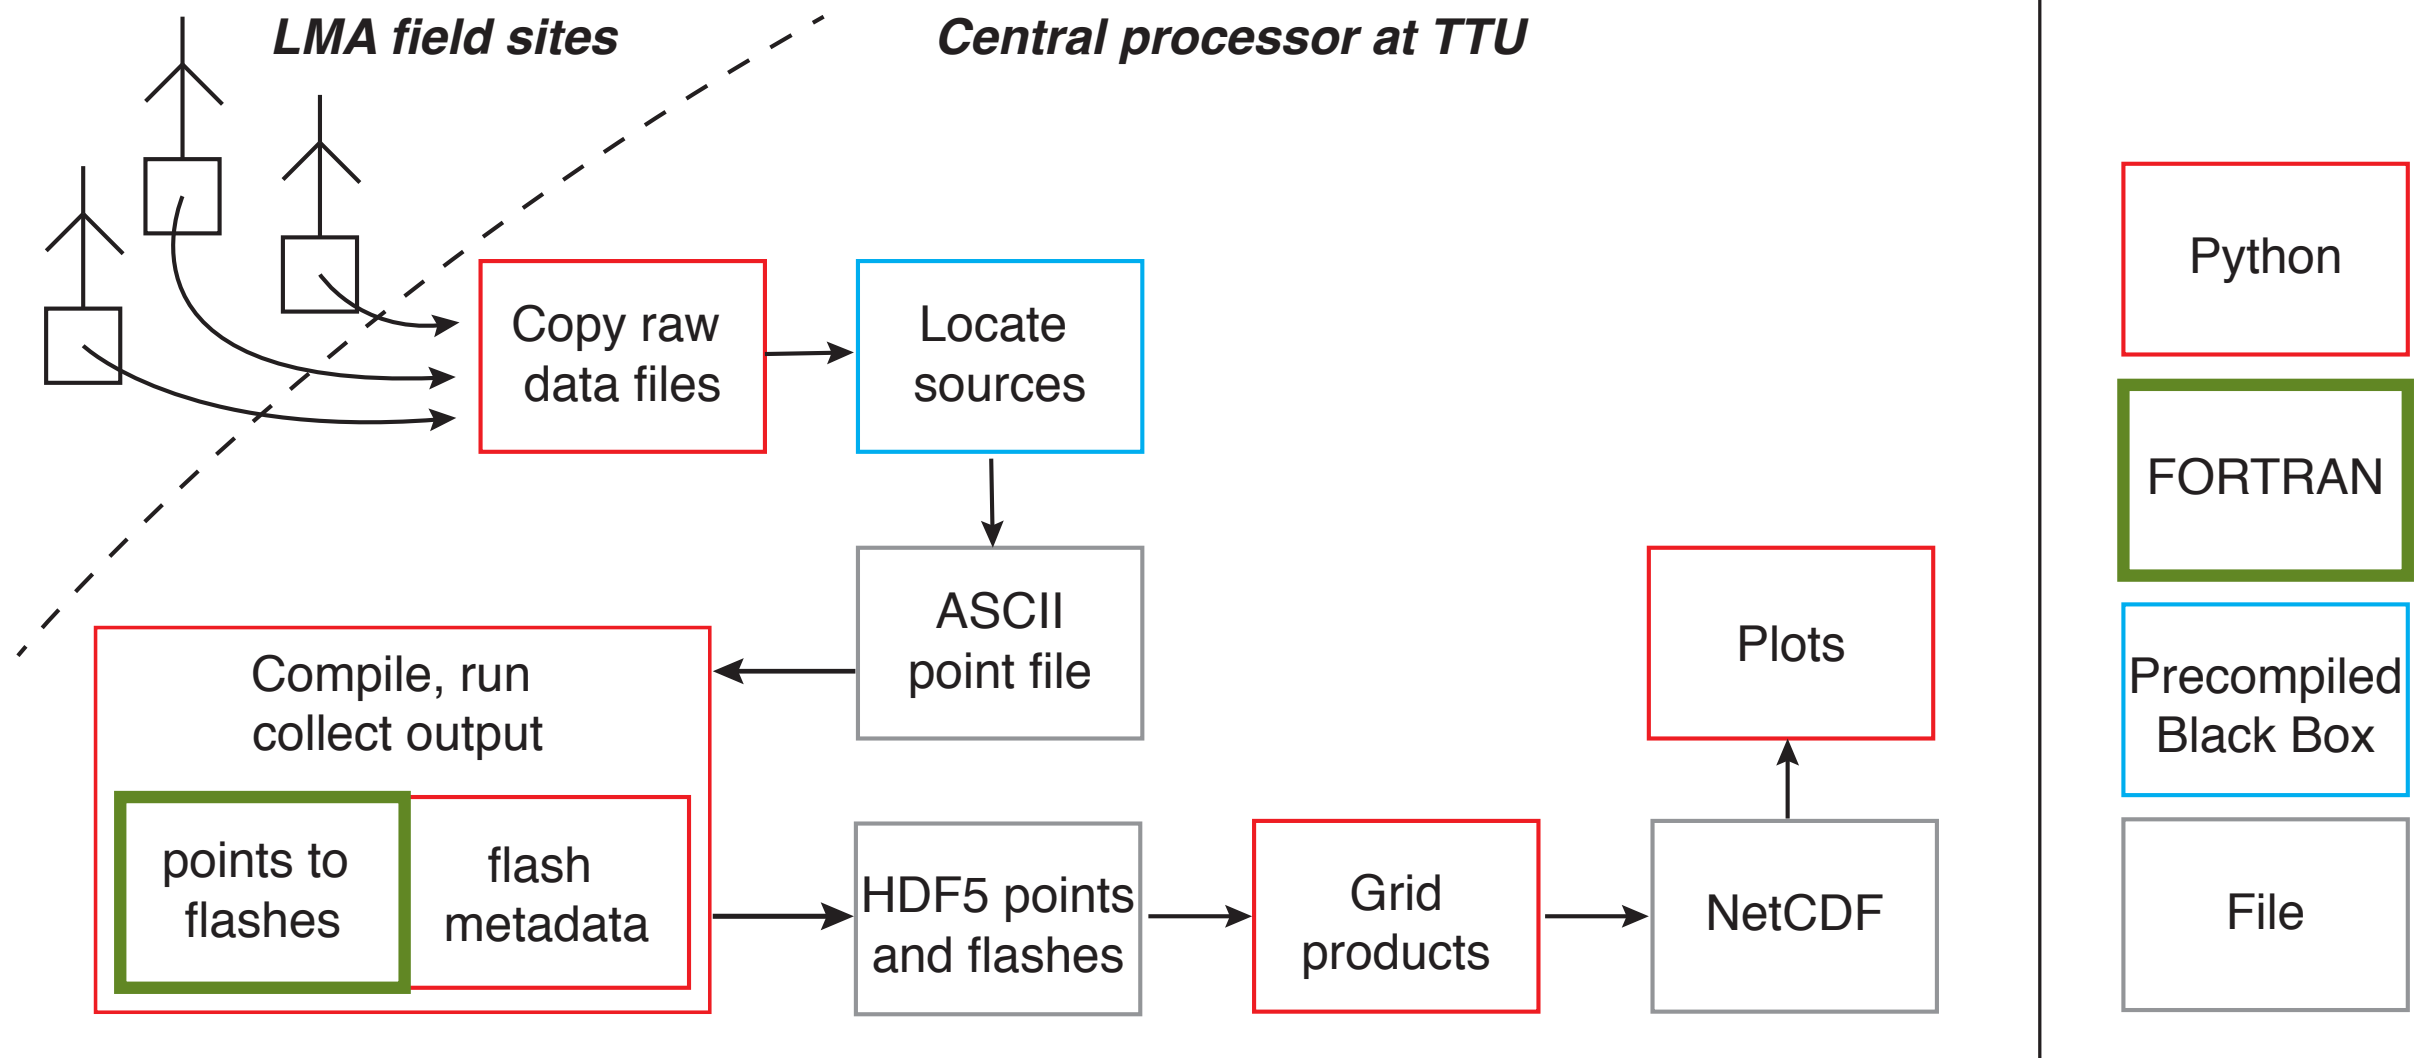 LMA field sites
Central processor at TTU
Copy raw
data files
Locate
sources
ASCII
point file
Compile, run
collect output
points to
flashes
flash
metadata
HDF5 points
and flashes
Grid
products
NetCDF
Plots
Python
FORTRAN
Precompiled
Black Box
File